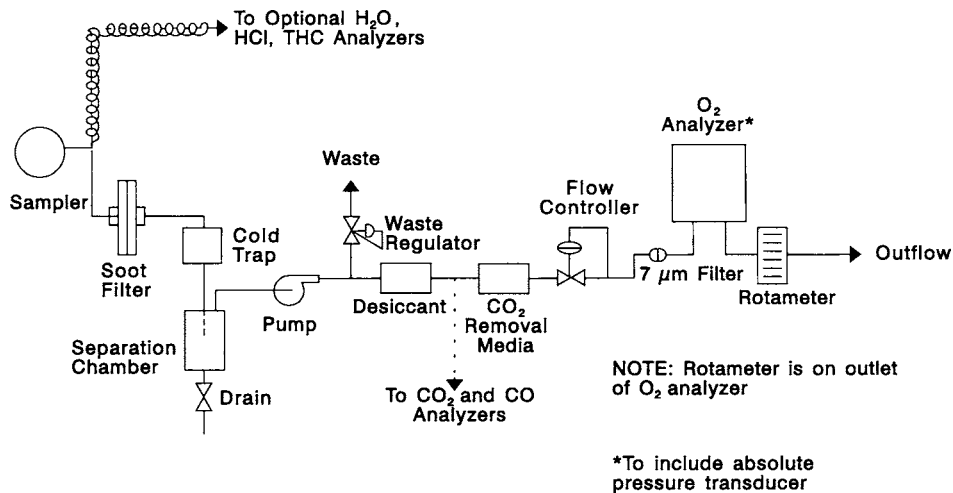 To Optional H₂O,
HCl, THC Analyzers
O₂
Analyzer*
Waste
Flow
Controller
Sampler
Waste
Regulator
Cold
Trap
Outflow
7 μm Filter
Soot
Filter
Rotameter
Desiccant
CO₂
Removal
Media
Pump
Separation
Chamber
NOTE: Rotameter is on outlet
of O₂ analyzer
Drain
To CO₂ and CO
Analyzers
*To include absolute
pressure transducer